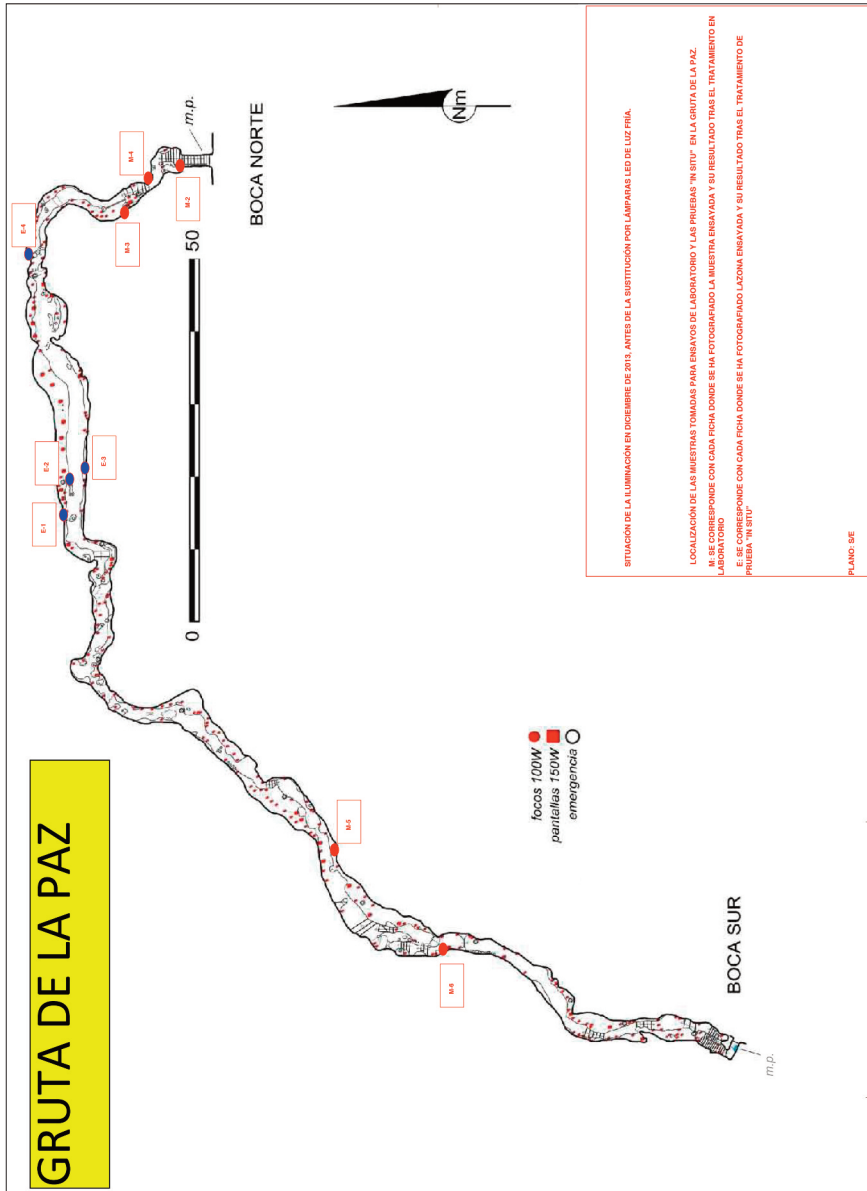 GRUTA DE LA PAZ
E-4
M-4
M-3
M-2
m.p.
BOCA NORTE
E-2
E-1
E-3
0
50
Nm
M-5
M-6
focos 100W
pantallas 150W
emergencia
BOCA SUR
m.p.
SITUACIÓN DE LA ILUMINACIÓN EN DICIEMBRE DE 2013, ANTES DE LA SUSTITUCIÓN POR LÁMPARAS LED DE LUZ FRÍA.
LOCALIZACIÓN DE LAS MUESTRAS TOMADAS PARA ENSAYOS DE LABORATORIO Y LAS PRUEBAS "IN SITU" EN LA GRUTA DE LA PAZ.
M: SE CORRESPONDE CON CADA FICHA DONDE SE HA FOTOGRAFIADO LA MUESTRA ENSAYADA Y SU RESULTADO TRAS EL TRATAMIENTO EN
LABORATORIO
E: SE CORRESPONDE CON CADA FICHA DONDE SE HA FOTOGRAFIADO LAZONA ENSAYADA Y SU RESULTADO TRAS EL TRATAMIENTO DE
PRUEBA "IN SITU"
PLANO: S/E